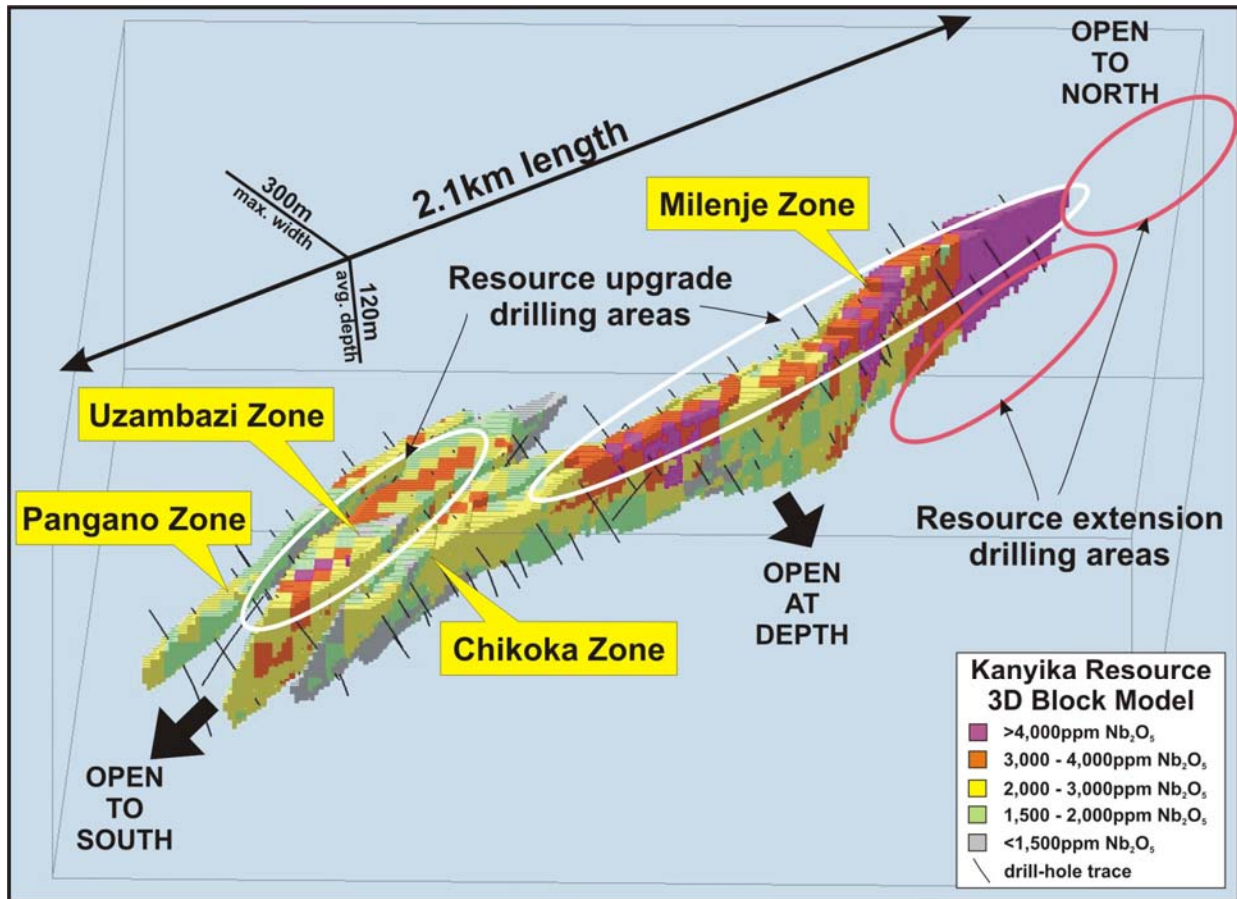 OPEN
TO
NORTH
2.1km length
300m
max. width
120m
avg. depth
Milenje Zone
Resource upgrade
drilling areas
Uzambazi Zone
Pangano Zone
Chikoka Zone
Resource extension
drilling areas
OPEN
AT
DEPTH
OPEN
TO
SOUTH
Kanyika Resource
3D Block Model
>4,000ppm Nb₂O₅
3,000 - 4,000ppm Nb₂O₅
2,000 - 3,000ppm Nb₂O₅
1,500 - 2,000ppm Nb₂O₅
<1,500ppm Nb₂O₅
drill-hole trace